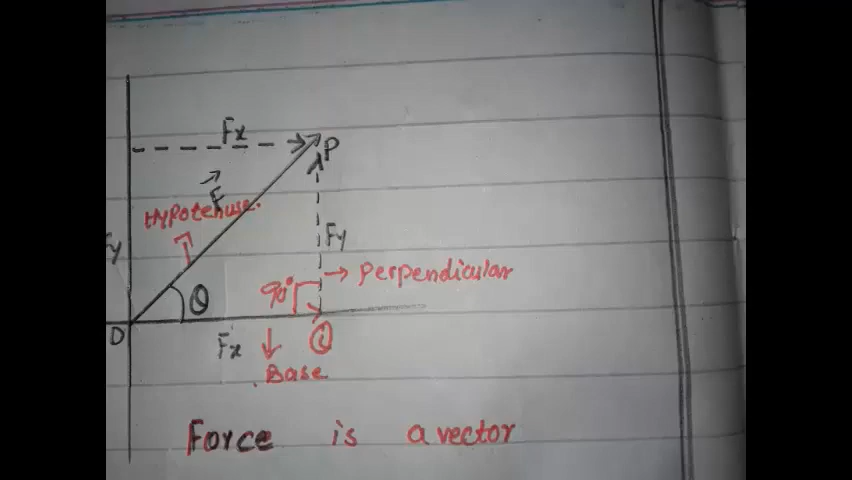 Fx
P
F
Hypotenuse.
Fy
Fy
→ perpendicular
90°
θ
O
Fx
Q
Base
Force is a vector